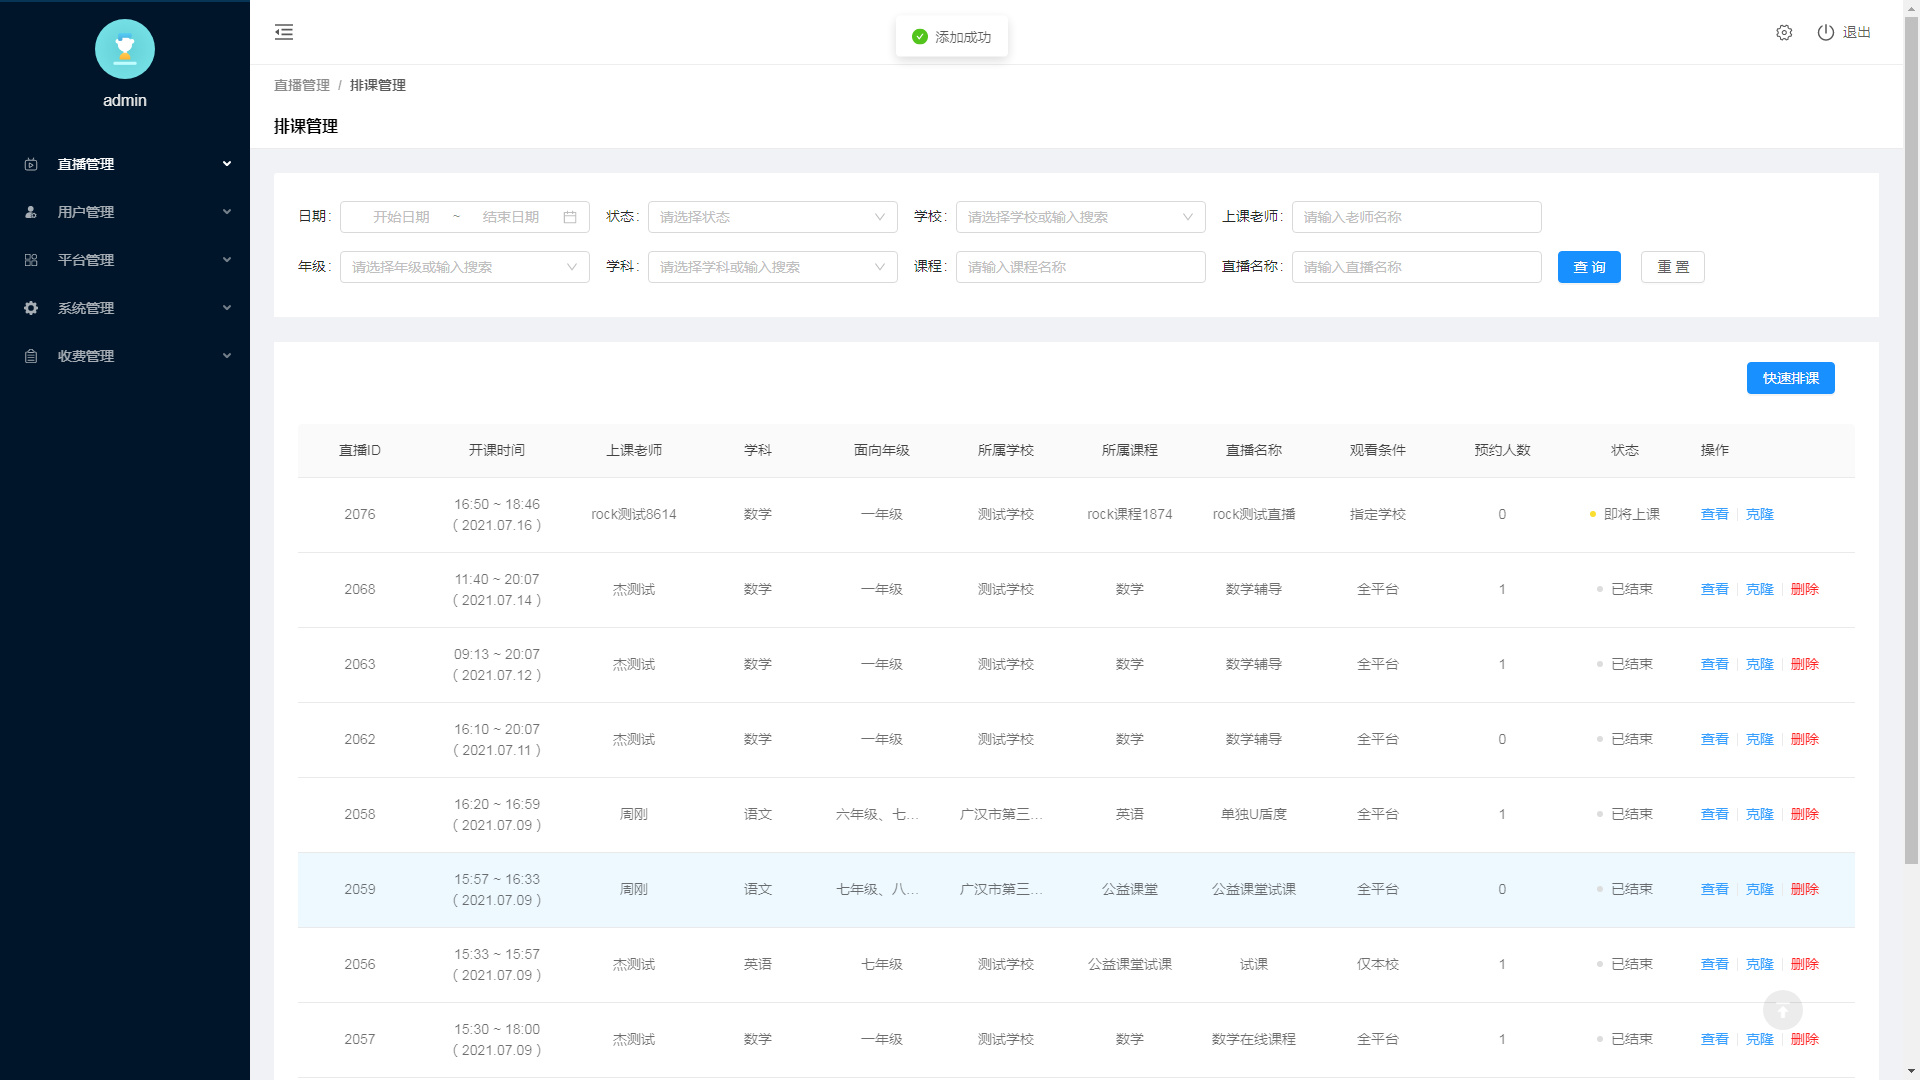 添加成功
退出
admin
直播管理
用户管理
平台管理
系统管理
收费管理
直播管理 / 排课管理
排课管理
日期: 开始日期 ~ 结束日期 状态: 请选择状态 学校: 请选择学校或输入搜索 上课老师: 请输入老师名称
年级: 请选择年级或输入搜索 学科: 请选择学科或输入搜索 课程: 请输入课程名称 直播名称: 请输入直播名称 查 询 重 置
快速排课
直播ID 开课时间 上课老师 学科 面向年级 所属学校 所属课程 直播名称 观看条件 预约人数 状态 操作
2076 16:50 ~ 18:46 rock测试8614 数学 一年级 测试学校 rock课程1874 rock测试直播 指定学校 0 即将上课 查看 克隆
( 2021.07.16 )
2068 11:40 ~ 20:07 杰测试 数学 一年级 测试学校 数学 数学辅导 全平台 1 已结束 查看 克隆 删除
( 2021.07.14 )
2063 09:13 ~ 20:07 杰测试 数学 一年级 测试学校 数学 数学辅导 全平台 1 已结束 查看 克隆 删除
( 2021.07.12 )
2062 16:10 ~ 20:07 杰测试 数学 一年级 测试学校 数学 数学辅导 全平台 0 已结束 查看 克隆 删除
( 2021.07.11 )
2058 16:20 ~ 16:59 周刚 语文 六年级、七... 广汉市第三... 英语 单独U盾度 全平台 1 已结束 查看 克隆 删除
( 2021.07.09 )
2059 15:57 ~ 16:33 周刚 语文 七年级、八... 广汉市第三... 公益课堂 公益课堂试课 全平台 0 已结束 查看 克隆 删除
( 2021.07.09 )
2056 15:33 ~ 15:57 杰测试 英语 七年级 测试学校 公益课堂试课 试课 仅本校 1 已结束 查看 克隆 删除
( 2021.07.09 )
2057 15:30 ~ 18:00 杰测试 数学 一年级 测试学校 数学 数学在线课程 全平台 1 已结束 查看 克隆 删除
( 2021.07.09 )